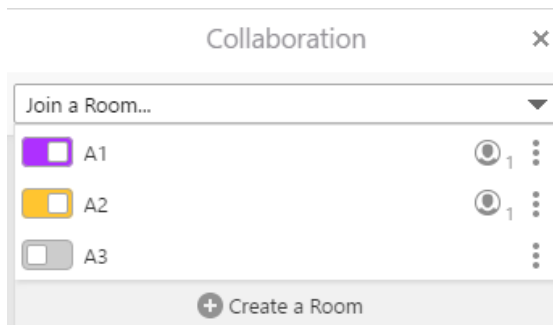 Collaboration
Join a Room...
A1 1
A2 1
A3
Create a Room